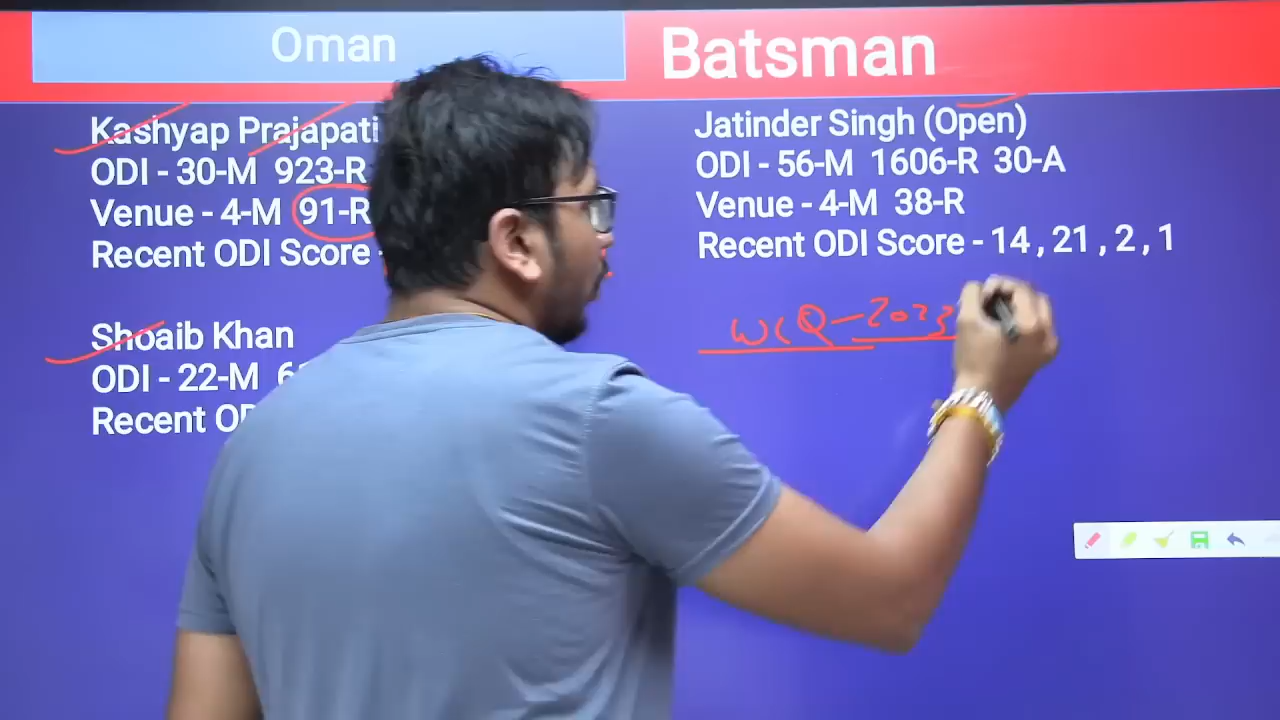 Oman
Batsman
Kashyap Prajapati
ODI - 30-M 923-R
Venue - 4-M 91-R
Recent ODI Score -
Shoaib Khan
ODI - 22-M
Recent
Jatinder Singh (Open)
ODI - 56-M 1606-R 30-A
Venue - 4-M 38-R
Recent ODI Score - 14 , 21 , 2 , 1
WCQ - 2023